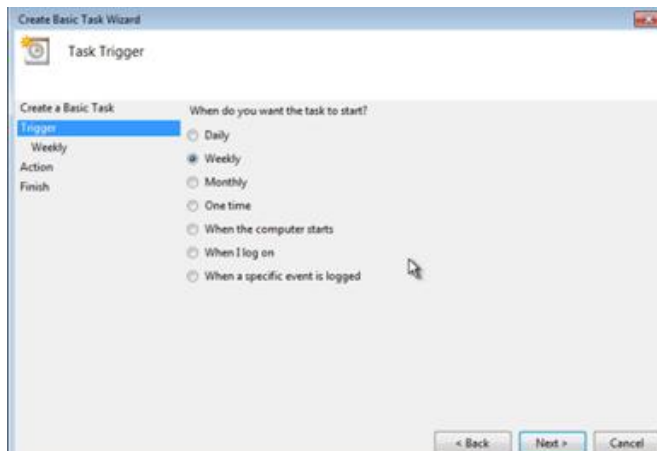 Create Basic Task Wizard
Task Trigger
Create a Basic Task
Trigger
Weekly
Action
Finish
When do you want the task to start?
Daily
Weekly
Monthly
One time
When the computer starts
When I log on
When a specific event is logged
< Back
Next >
Cancel